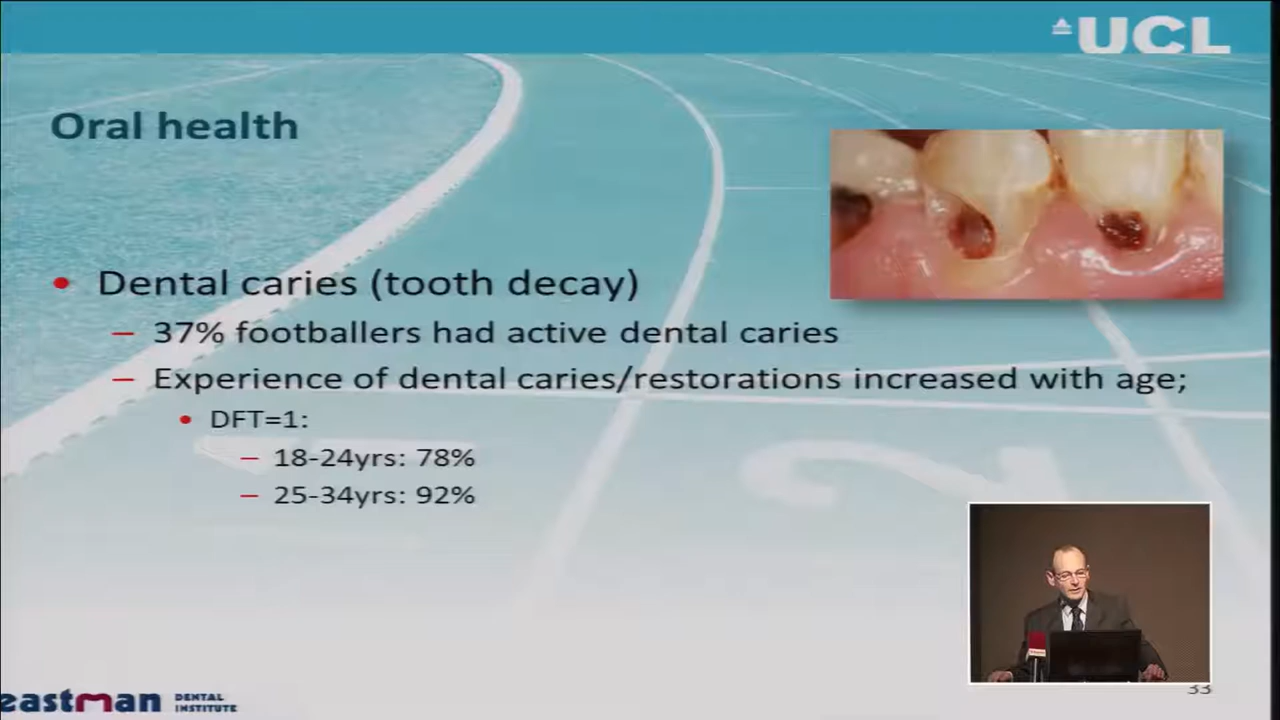 UCL
Oral health
• Dental caries (tooth decay)
– 37% footballers had active dental caries
– Experience of dental caries/restorations increased with age;
• DFT=1:
– 18-24yrs: 78%
– 25-34yrs: 92%
33
eastman DENTAL
INSTITUTE